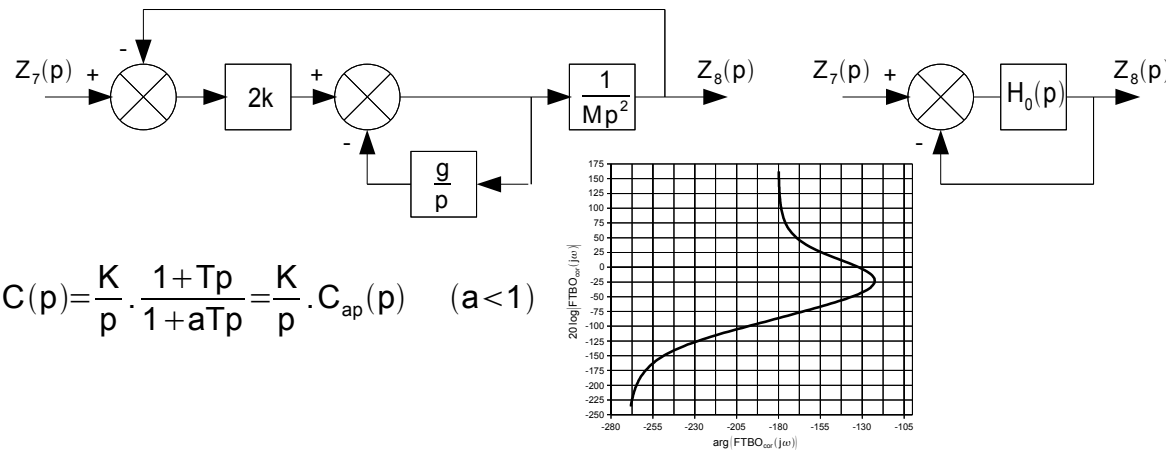 Z₇(p) + - 2k + - 1/(Mp²) Z₈(p)
g/p
Z₇(p) + - H₀(p) Z₈(p)
C(p)=K/p . (1+Tp)/(1+aTp)=K/p . C_ap(p) (a<1)
175
150
125
100
75
50
25
0
-25
-50
-75
-100
-125
-150
-175
-200
-225
-250
20log|FTBO_cor(jω)|
-280 -255 -230 -205 -180 -155 -130 -105
arg(FTBO_cor(jω))